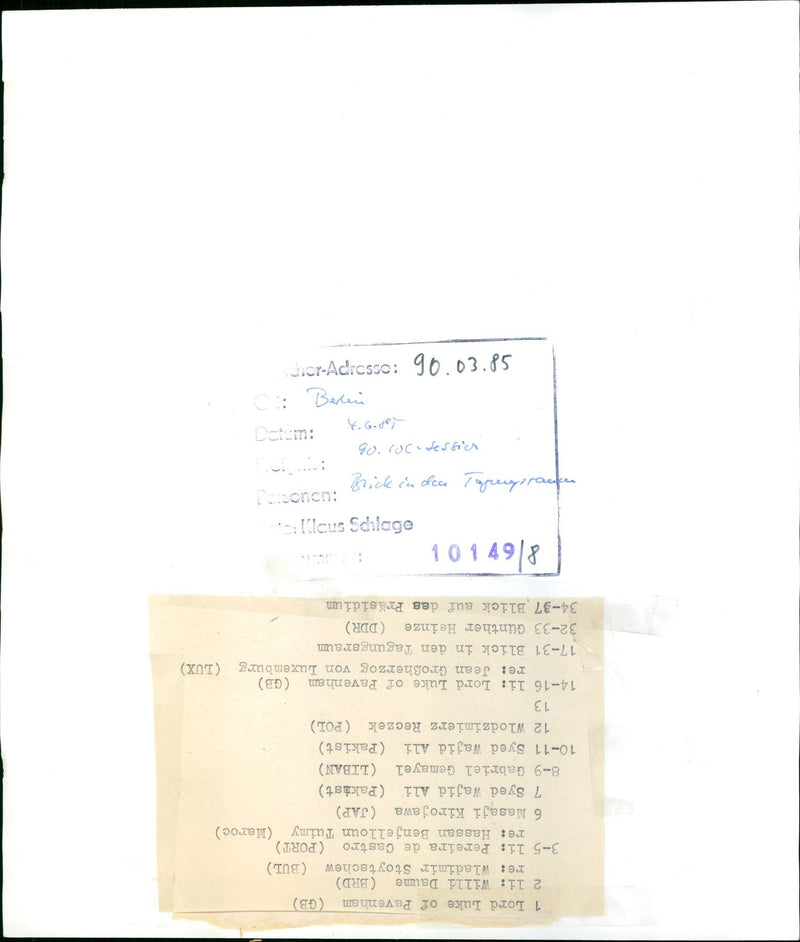 -Adresse: 90.03.85
Berlin
Datum: 4.6.85
90. IOC-Session
Personen: Blick in den Tagungsraum
Klaus Schlage
10149/8
1 Lord Luke of Pavenham (GB)
2 li: Willi Daume (BRD)
re: Wladimir Stoytschew (BUL)
3-5 li: Pereira de Castro (PORT)
re: Hassan Benjelloun Tuimy (Maroc)
6 Masaji Kirojawa (JAP)
7 Syed Wajid Ali (Pakist)
8-9 Gabriel Gemayel (LIBAN)
10-11 Syed Wajid Ali (Pakist)
12 Wlodzimierz Reczek (POL)
13
14-16 li: Lord Luke of Pavenham (GB)
re: Jean Großherzog von Luxemburg (LUX)
17-31 Blick in den Tagungsraum
32-33 Günther Heinze (DDR)
34-37 Blick auf das Präsidium